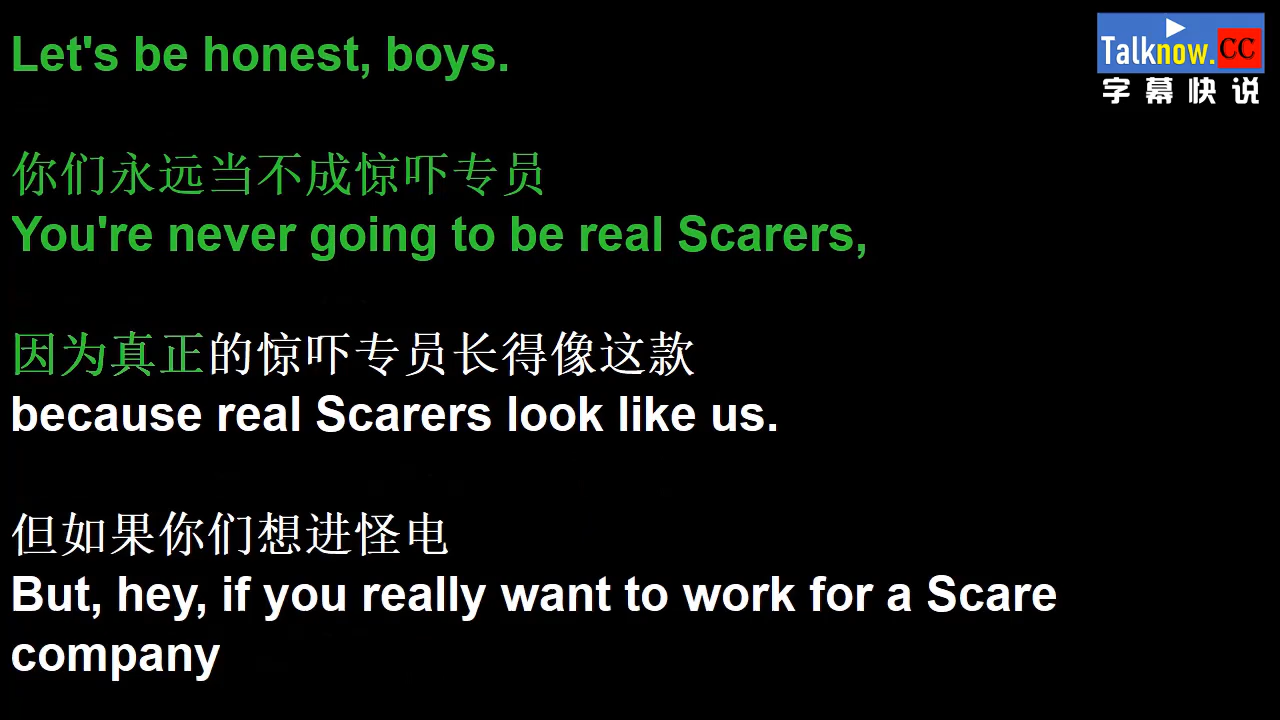 Let's be honest, boys.
Talknow.CC
字幕快说
你们永远当不成惊吓专员
You're never going to be real Scarers,
因为真正的惊吓专员长得像这款
because real Scarers look like us.
但如果你们想进怪电
But, hey, if you really want to work for a Scare
company